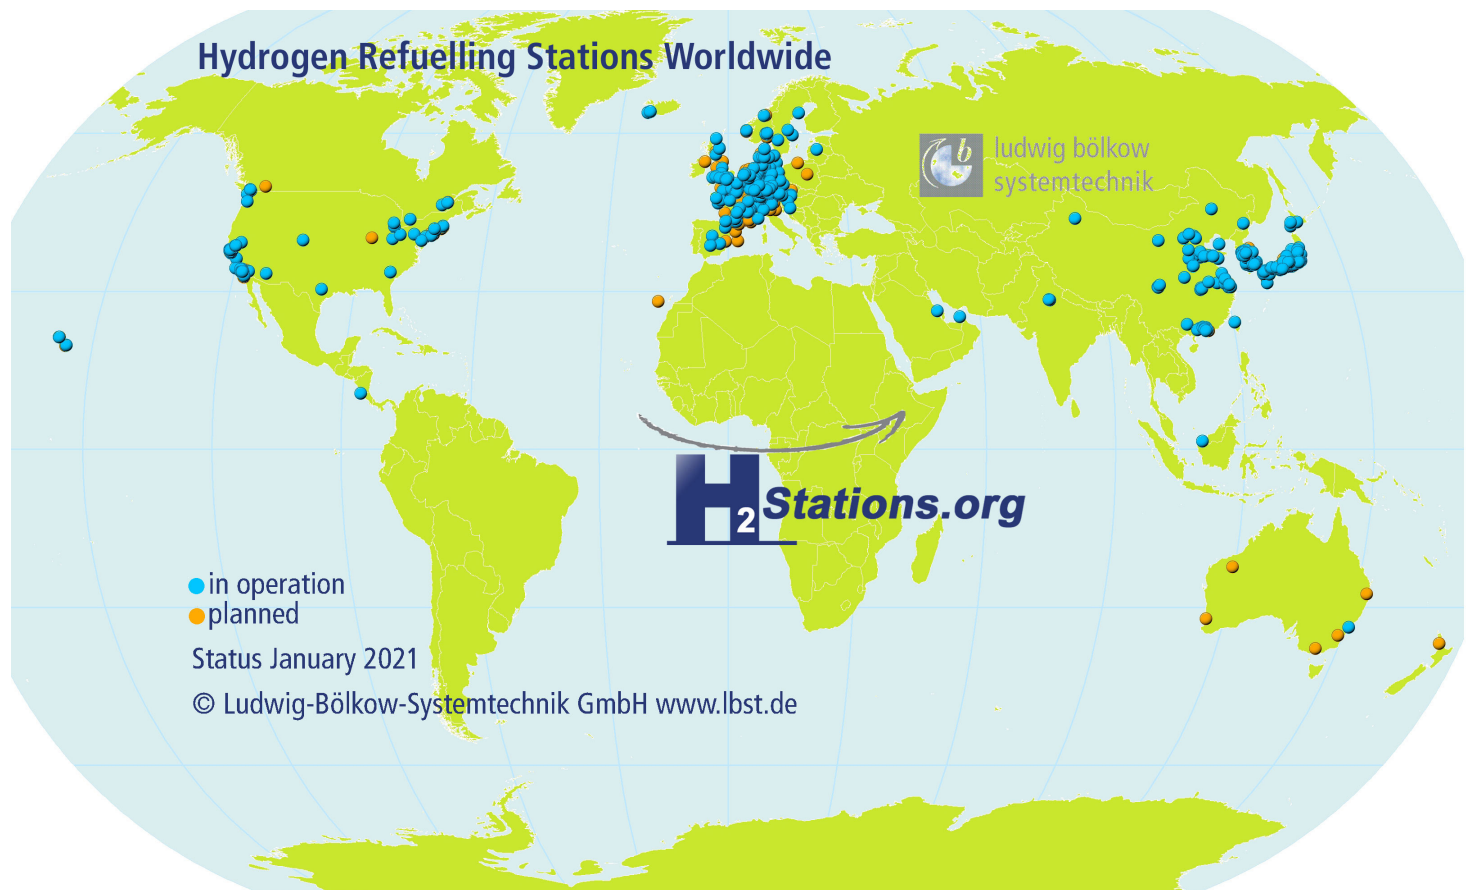 Hydrogen Refuelling Stations Worldwide
b
ludwig bölkow
systemtechnik
H2Stations.org
in operation
planned
Status January 2021
© Ludwig-Bölkow-Systemtechnik GmbH www.lbst.de